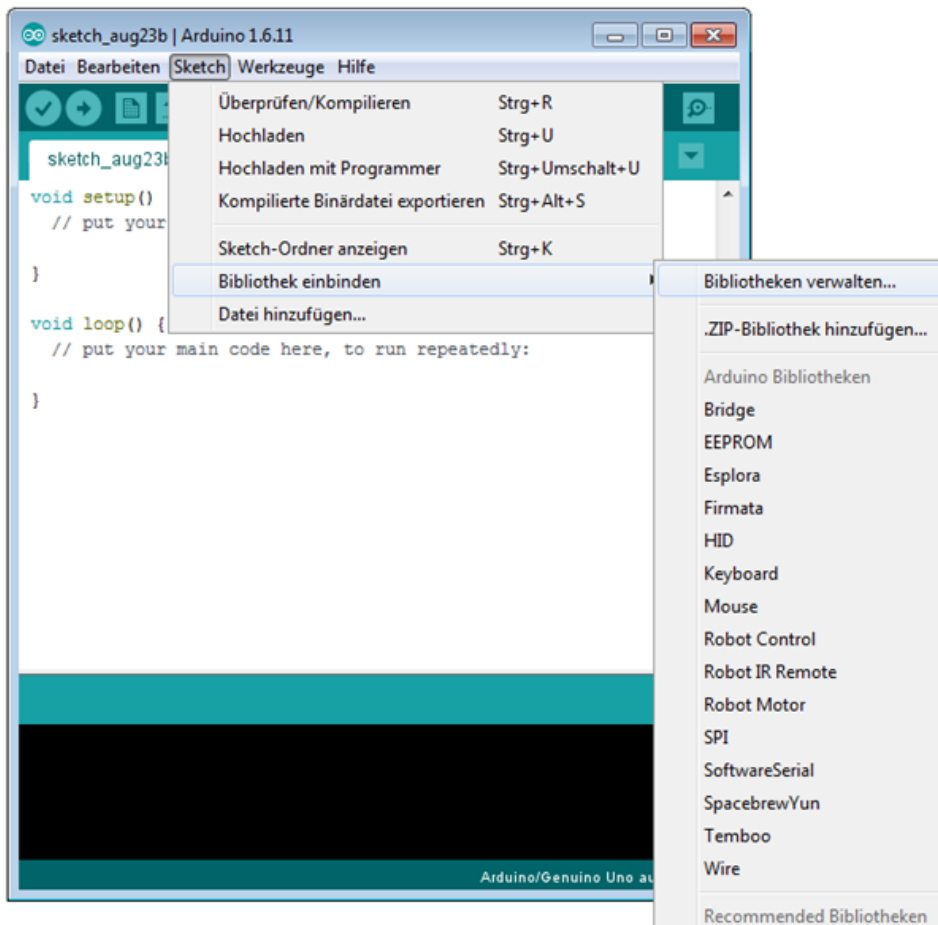 sketch_aug23b | Arduino 1.6.11
Datei Bearbeiten Sketch Werkzeuge Hilfe
Überprüfen/Kompilieren Strg+R
Hochladen Strg+U
Hochladen mit Programmer Strg+Umschalt+U
Kompilierte Binärdatei exportieren Strg+Alt+S
Sketch-Ordner anzeigen Strg+K
Bibliothek einbinden
Datei hinzufügen...
sketch_aug23b
void setup()
// put your
}
void loop() {
// put your main code here, to run repeatedly:
}
Bibliotheken verwalten...
.ZIP-Bibliothek hinzufügen...
Arduino Bibliotheken
Bridge
EEPROM
Esplora
Firmata
HID
Keyboard
Mouse
Robot Control
Robot IR Remote
Robot Motor
SPI
SoftwareSerial
SpacebrewYun
Temboo
Wire
Recommended Bibliotheken
Arduino/Genuino Uno